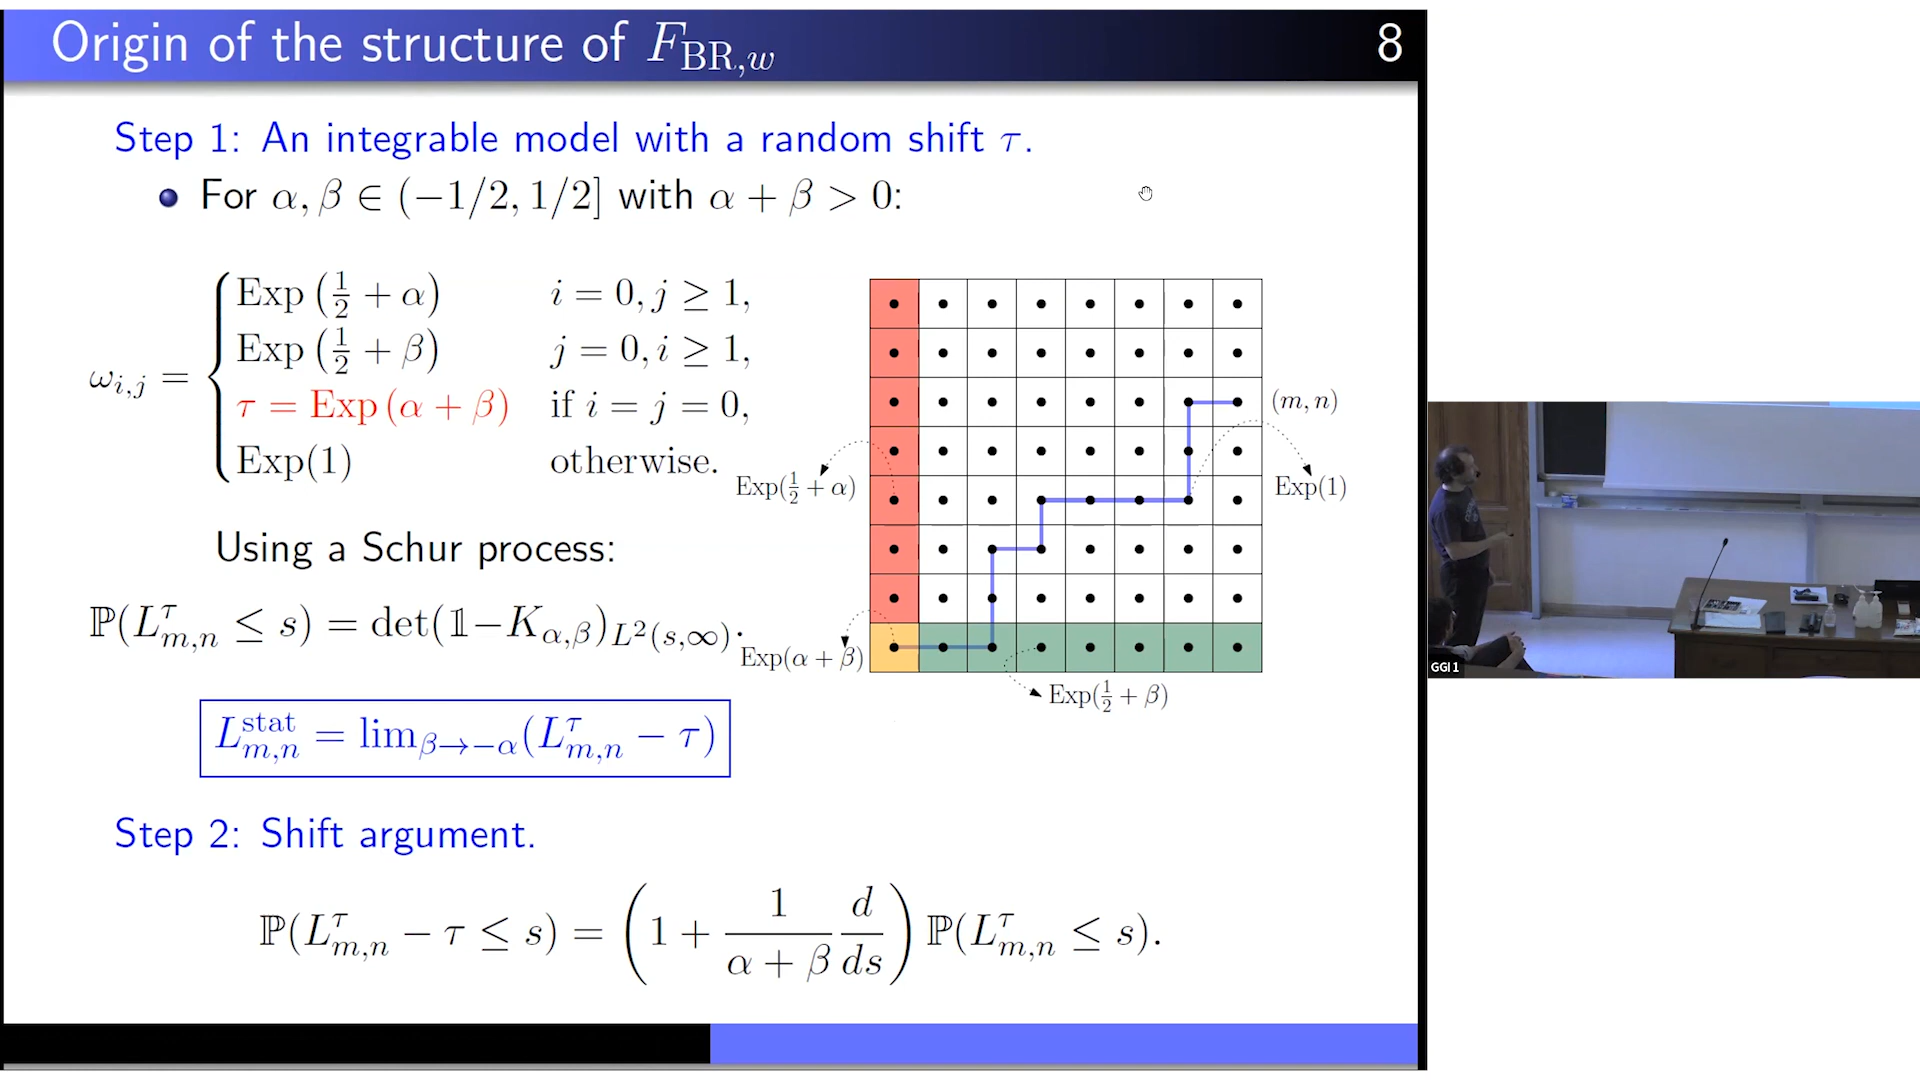 Origin of the structure of F_{BR,w} 8
Step 1: An integrable model with a random shift τ.
For α, β ∈ (−1/2, 1/2] with α + β > 0:
ω_{i,j} = { Exp(1/2 + α) i = 0, j ≥ 1,
Exp(1/2 + β) j = 0, i ≥ 1,
τ = Exp(α + β) if i = j = 0,
Exp(1) otherwise.
(m, n)
Exp(1/2 + α)
Exp(1)
Exp(α + β)
Exp(1/2 + β)
Using a Schur process:
ℙ(L^τ_{m,n} ≤ s) = det(𝟙−K_{α,β})_{L²(s,∞)}.
L^{stat}_{m,n} = lim_{β→−α}(L^τ_{m,n} − τ)
Step 2: Shift argument.
ℙ(L^τ_{m,n} − τ ≤ s) = (1 + 1/(α + β) d/ds) ℙ(L^τ_{m,n} ≤ s).
GGI 1